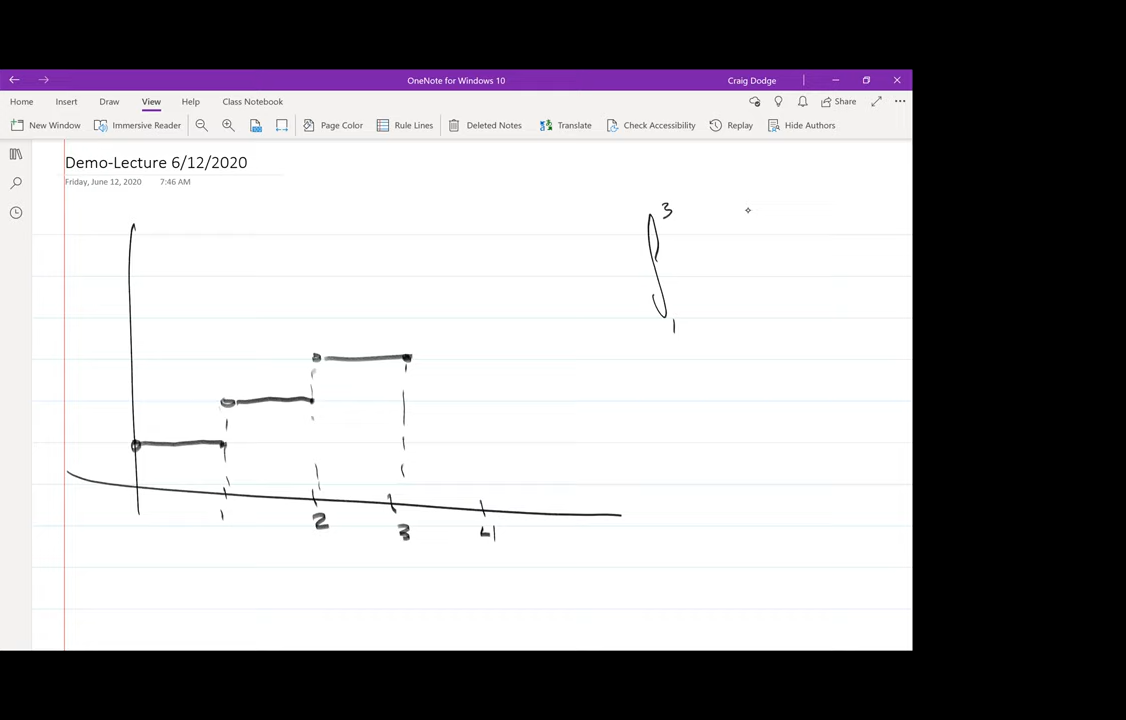 OneNote for Windows 10
Craig Dodge
Home Insert Draw View Help Class Notebook Share
New Window Immersive Reader Page Color Rule Lines Deleted Notes Translate Check Accessibility Replay Hide Authors
Demo-Lecture 6/12/2020
Friday, June 12, 2020 7:46 AM
∫ 3
1
2
3
4